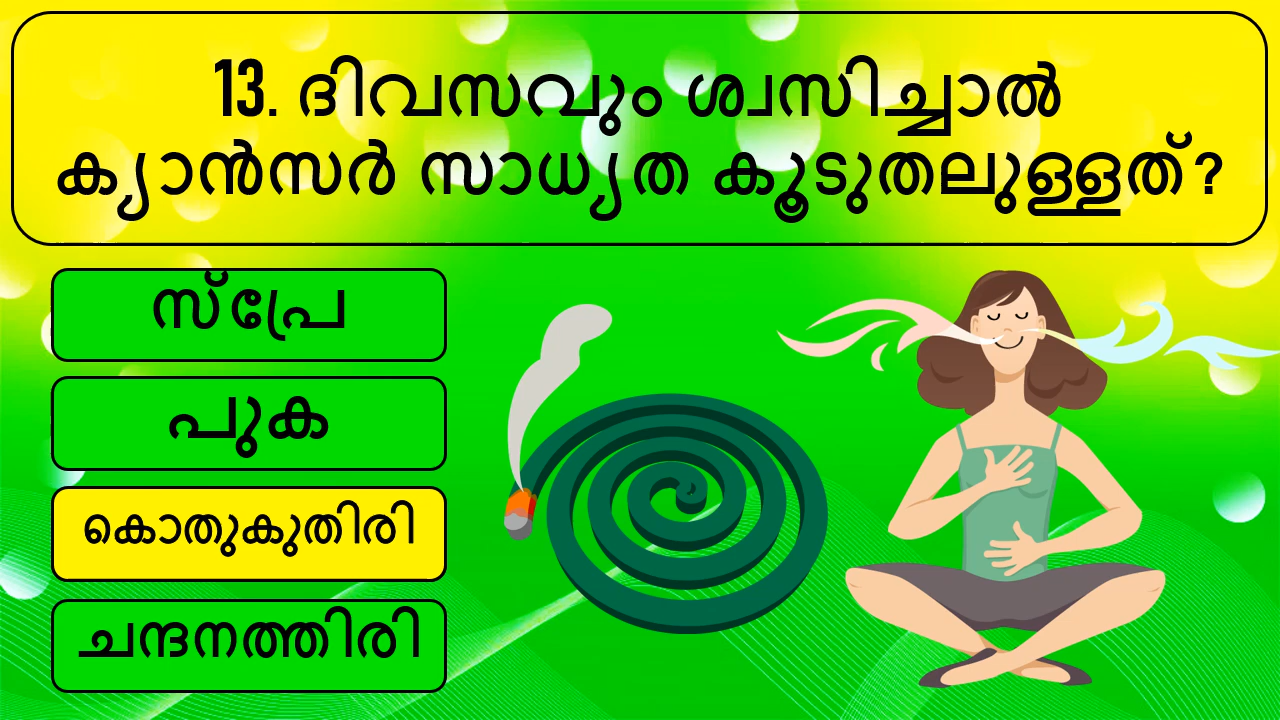 13. ദിവസവും ശ്വസിച്ചാൽ
ക്യാൻസർ സാധ്യത കൂടുതലുള്ളത്?
സ്പ്രേ
പുക
കൊതുകുതിരി
ചന്ദനത്തിരി